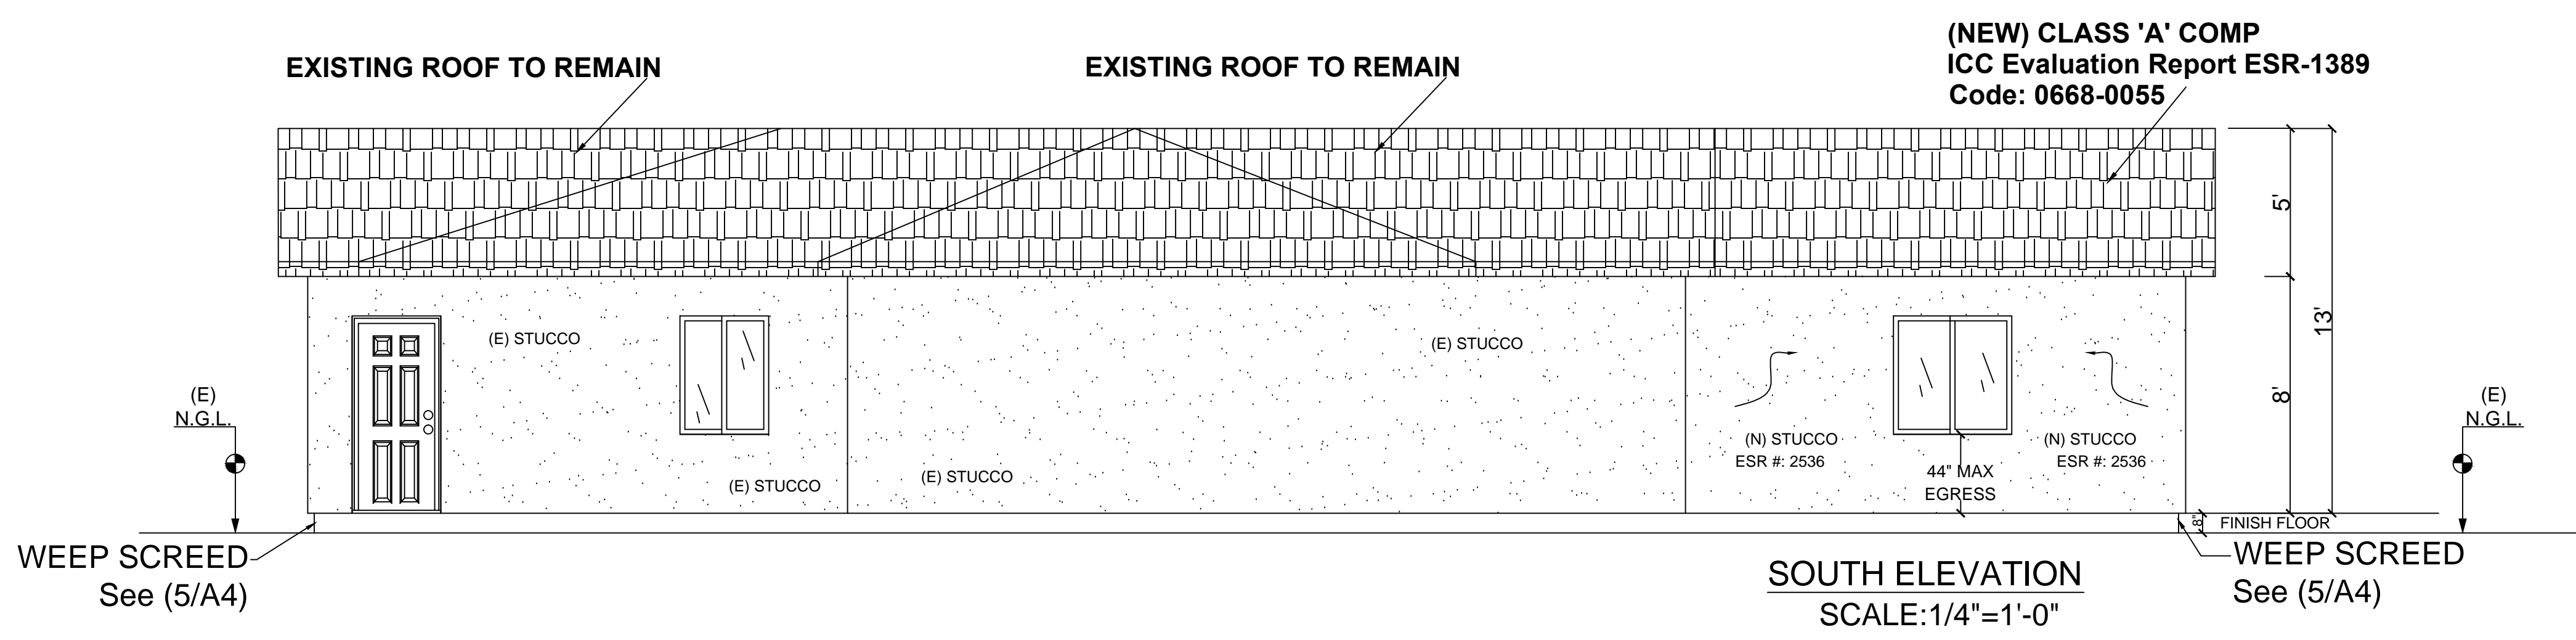 (NEW) CLASS 'A' COMP
ICC Evaluation Report ESR-1389
Code: 0668-0055
EXISTING ROOF TO REMAIN
EXISTING ROOF TO REMAIN
5'
13'
8'
(E) STUCCO
(E) STUCCO
(E) STUCCO
(E) STUCCO
(E)
N.G.L.
(N) STUCCO
ESR #: 2536
44" MAX
EGRESS
(N) STUCCO
ESR #: 2536
(E)
N.G.L.
8"
FINISH FLOOR
WEEP SCREED
See (5/A4)
SOUTH ELEVATION
SCALE:1/4"=1'-0"
WEEP SCREED
See (5/A4)